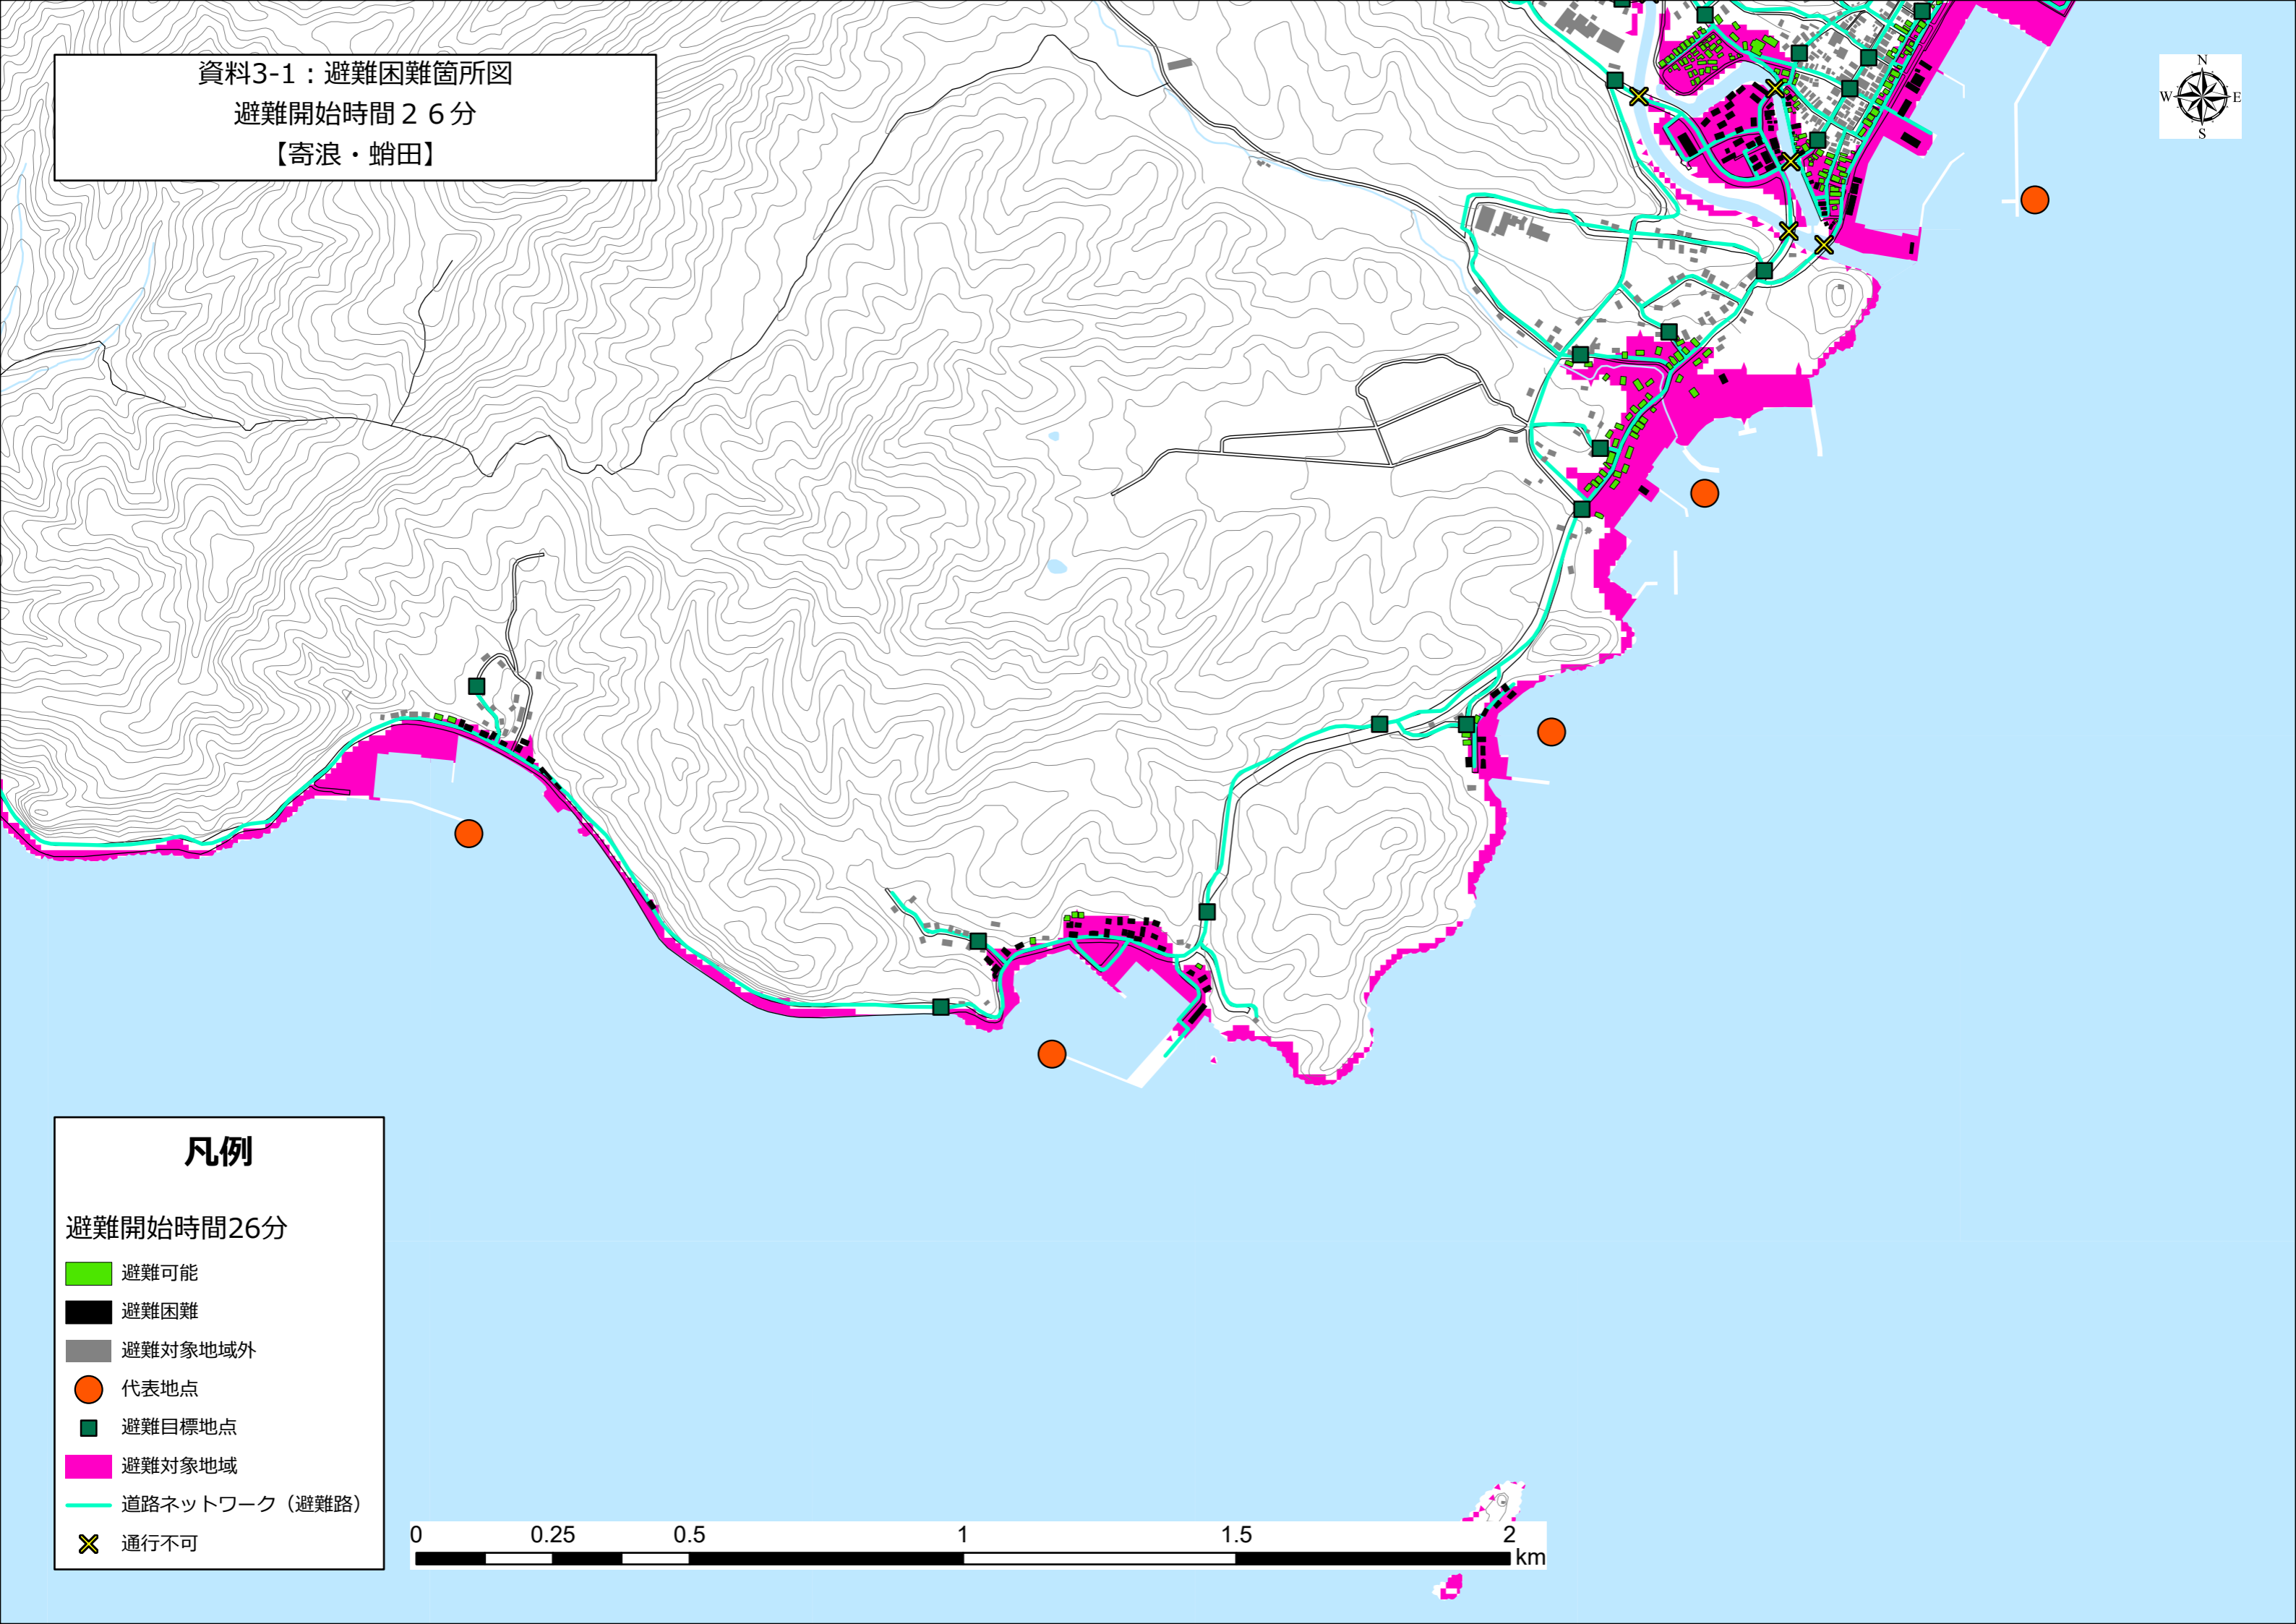 資料3-1：避難困難箇所図
避難開始時間２６分
【寄浪・蛸田】
N
W
E
S
凡例
避難開始時間26分
避難可能
避難困難
避難対象地域外
代表地点
避難目標地点
避難対象地域
道路ネットワーク（避難路）
通行不可
0 0.25 0.5 1 1.5 2
km